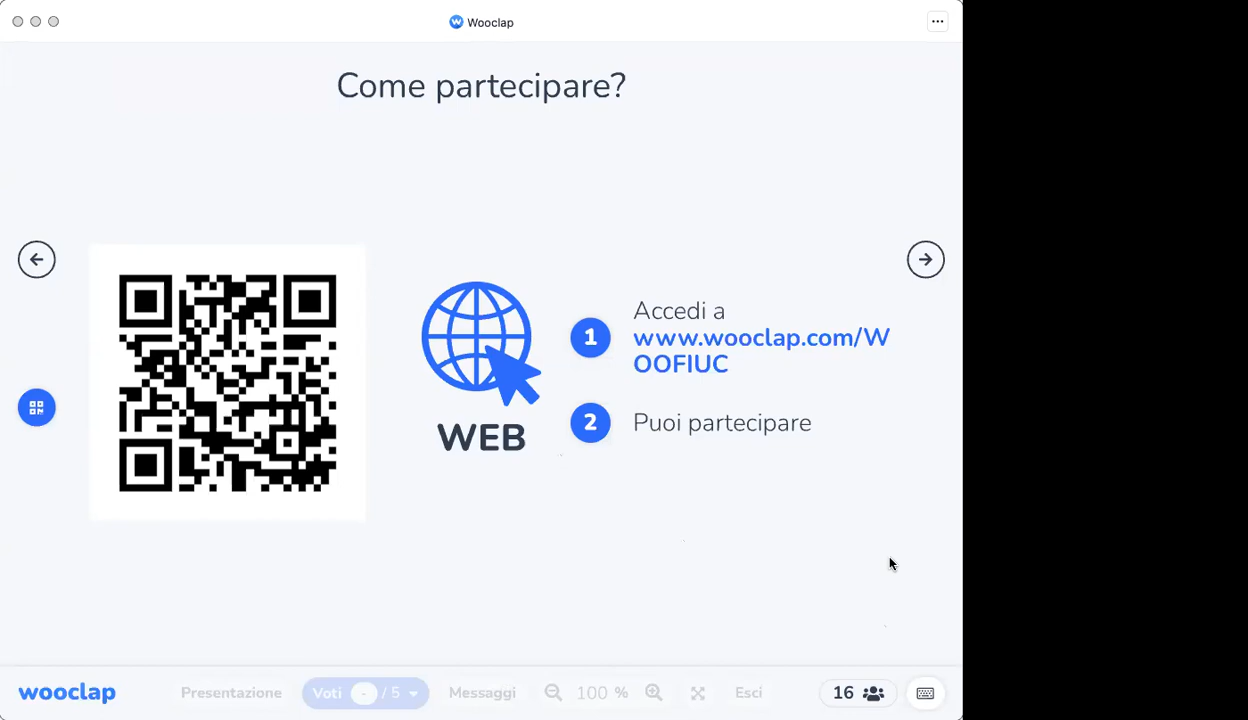 Wooclap
Come partecipare?
1
Accedi a
www.wooclap.com/W
OOFIUC
WEB
2
Puoi partecipare
wooclap
Presentazione
Voti - / 5
Messaggi
100 %
Esci
16